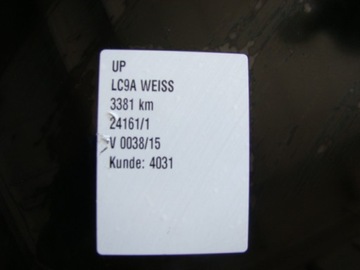 UP
LC9A WEISS
3381 km
24161/1
V 0038/15
Kunde: 4031